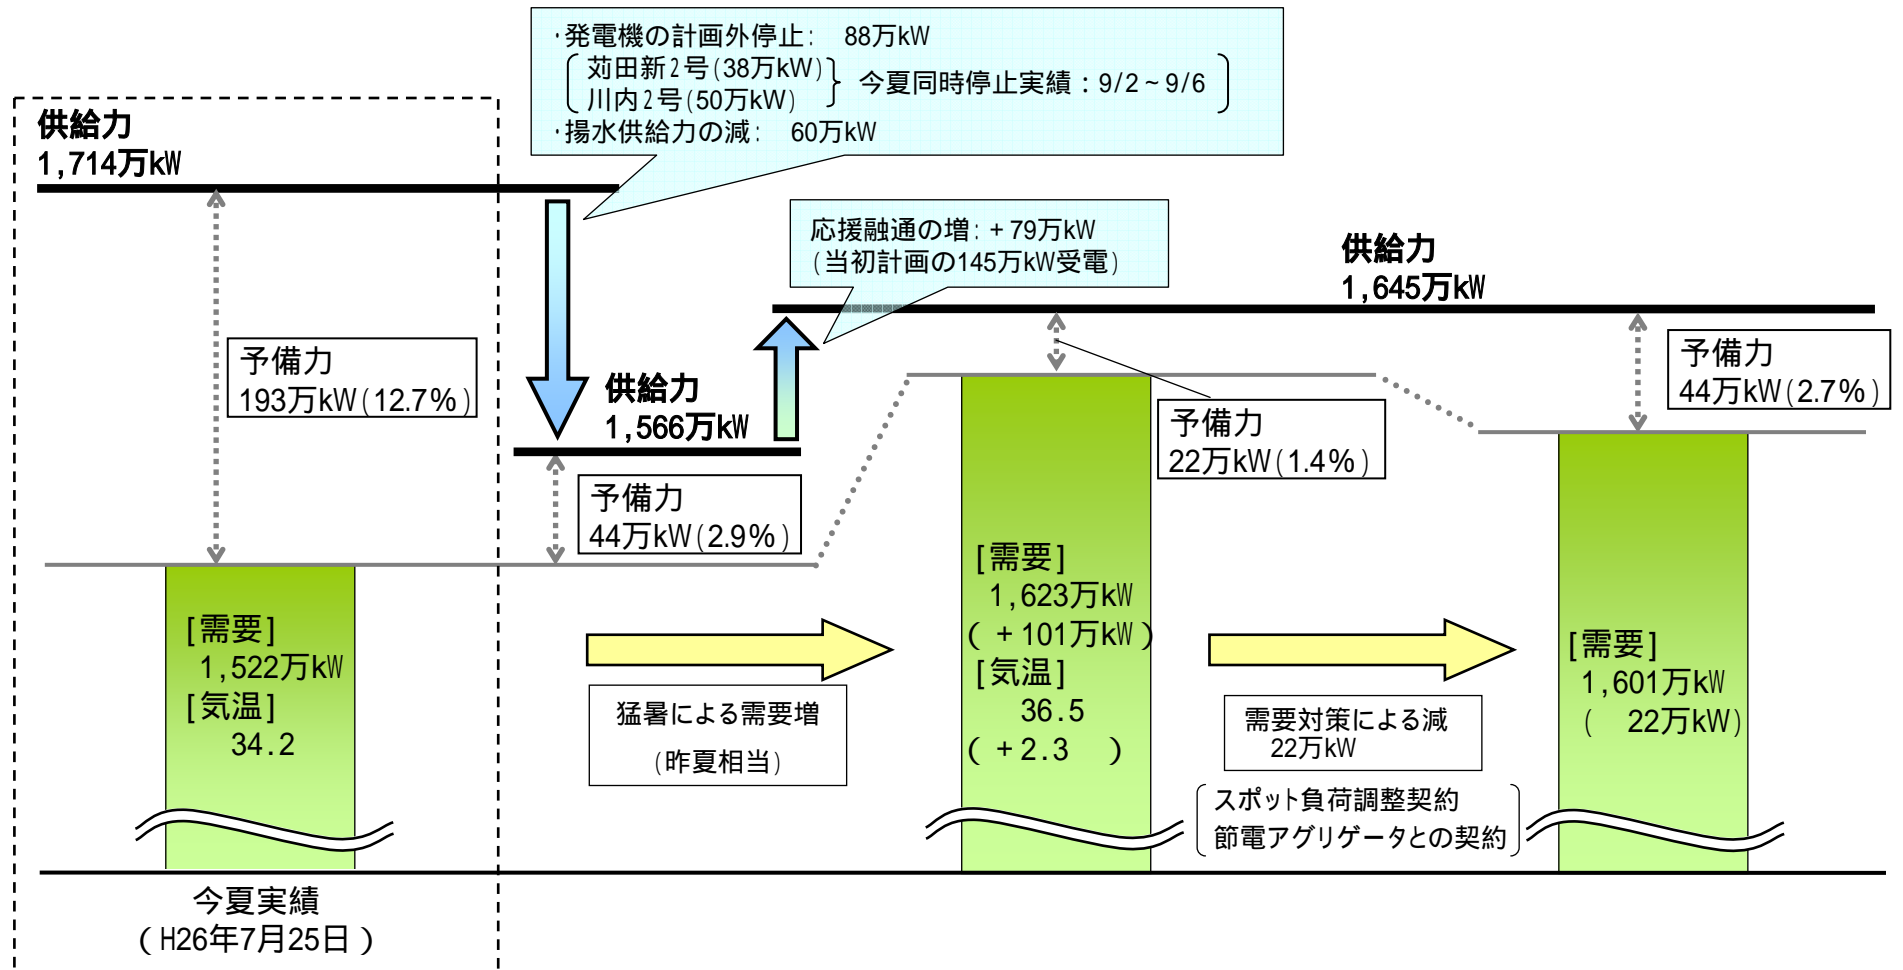 ・発電機の計画外停止: 88万kW
苅田新2号(38万kW)
川内2号(50万kW)
今夏同時停止実績:9/2~9/6
・揚水供給力の減: 60万kW
供給力
1,714万kW
応援融通の増:+79万kW
(当初計画の145万kW受電)
供給力
1,645万kW
予備力
193万kW(12.7%)
供給力
1,566万kW
予備力
44万kW(2.9%)
予備力
22万kW(1.4%)
予備力
44万kW(2.7%)
[需要]
1,522万kW
[気温]
34.2
猛暑による需要増
(昨夏相当)
[需要]
1,623万kW
(+101万kW)
[気温]
36.5
(+2.3 )
需要対策による減
22万kW
スポット負荷調整契約
節電アグリゲータとの契約
[需要]
1,601万kW
( 22万kW)
今夏実績
(H26年7月25日)